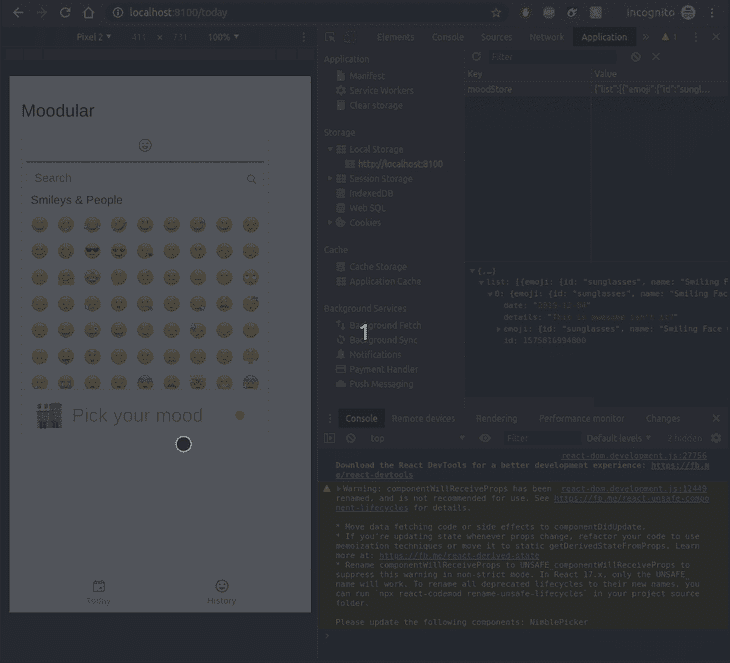 localhost:8100/today
incognito
Pixel 2
411 x 731
100%
Elements Console Sources Network Application
1
Moodular
Search
Smileys & People
Pick your mood
Today
History
Application
Manifest
Service Workers
Clear storage
Storage
Local Storage
http://localhost:8100
Session Storage
IndexedDB
Web SQL
Cookies
Cache
Cache Storage
Application Cache
Background Services
Background Fetch
Background Sync
Notifications
Payment Handler
Push Messaging
1
Filter
Key Value
moodStore {"list":[{"emoji":{"id":"sungl...
{,…}
list: [{emoji: {id: "sunglasses", name: "Smiling F
0: {emoji: {id: "sunglasses", name: "Smiling Fac
details:
emoji: {id: "sunglasses", name: "Smiling Face
id:
Console Remote devices Rendering Performance monitor Changes
top
Filter
Default levels
2 hidden
react-dom.development.js:27756
Download the React DevTools for a better development experience: https://fb.m
e/react-devtools
Warning: componentWillReceiveProps has been react-dom.development.js:12449
renamed, and is not recommended for use. See https://fb.me/react-unsafe-compo
nent-lifecycles for details.
* Move data fetching code or side effects to componentDidUpdate.
* If you're updating state whenever props change, refactor your code to use
memoization techniques or move it to static getDerivedStateFromProps. Learn
more at: https://fb.me/react-derived-state
* Rename componentWillReceiveProps to UNSAFE_componentWillReceiveProps to
suppress this warning in non-strict mode. In React 17.x, only the UNSAFE_
name will work. To rename all deprecated lifecycles to their new names, you
can run `npx react-codemod rename-unsafe-lifecycles` in your project source
folder.
Please update the following components: NimblePicker